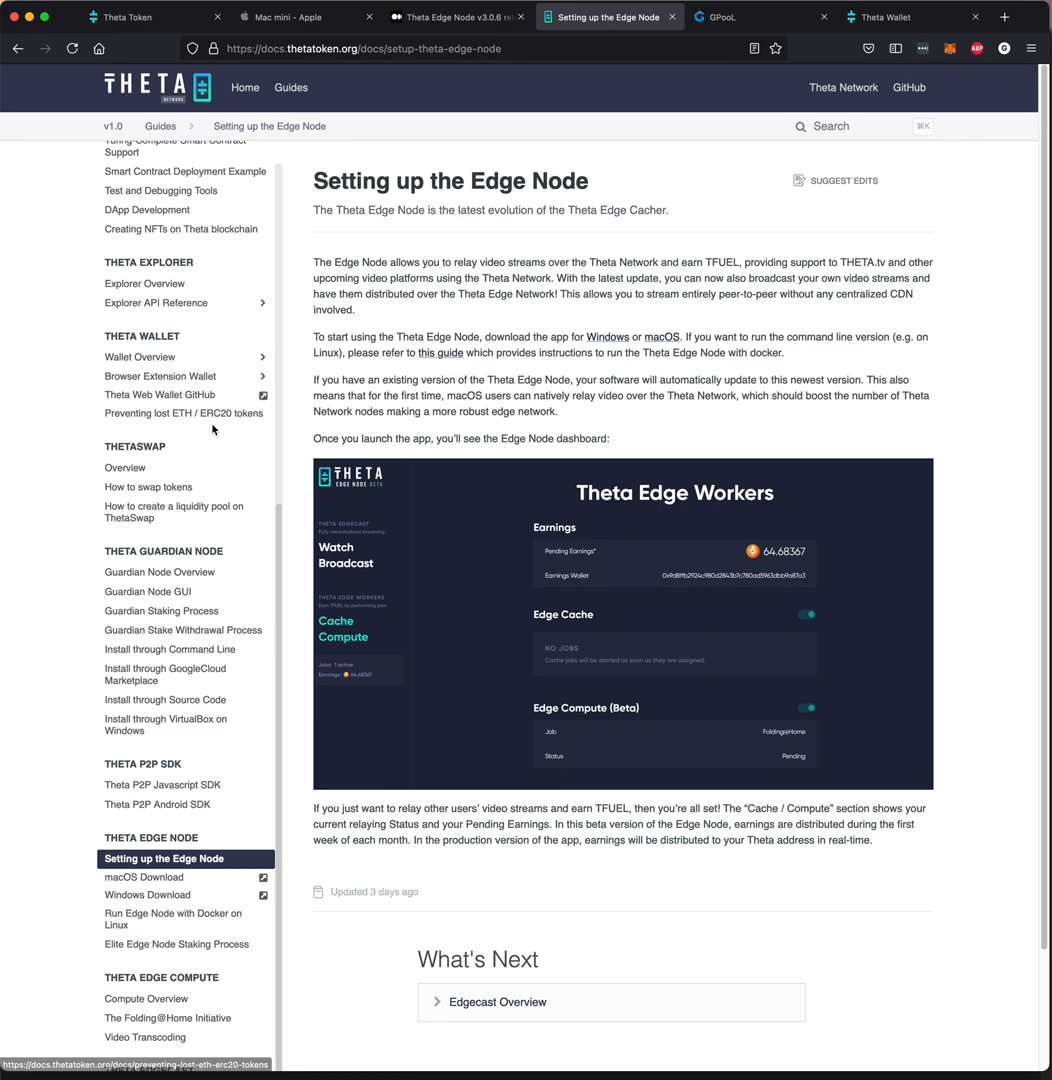 Theta Token
Mac mini - Apple
Theta Edge Node v3.0.6 rel
Setting up the Edge Node
GPooL
Theta Wallet
https://docs.thetatoken.org/docs/setup-theta-edge-node
ABP
G
THETA
NETWORK
Home
Guides
Theta Network
GitHub
v1.0
Guides
Setting up the Edge Node
Search
⌘K
Turing-Complete Smart Contract
Support
Smart Contract Deployment Example
Test and Debugging Tools
DApp Development
Creating NFTs on Theta blockchain
THETA EXPLORER
Explorer Overview
Explorer API Reference
THETA WALLET
Wallet Overview
Browser Extension Wallet
Theta Web Wallet GitHub
Preventing lost ETH / ERC20 tokens
THETASWAP
Overview
How to swap tokens
How to create a liquidity pool on
ThetaSwap
THETA GUARDIAN NODE
Guardian Node Overview
Guardian Node GUI
Guardian Staking Process
Guardian Stake Withdrawal Process
Install through Command Line
Install through GoogleCloud
Marketplace
Install through Source Code
Install through VirtualBox on
Windows
THETA P2P SDK
Theta P2P Javascript SDK
Theta P2P Android SDK
THETA EDGE NODE
Setting up the Edge Node
macOS Download
Windows Download
Run Edge Node with Docker on
Linux
Elite Edge Node Staking Process
THETA EDGE COMPUTE
Compute Overview
The Folding@Home Initiative
Video Transcoding
https://docs.thetatoken.org/docs/preventing-lost-eth-erc20-tokens
Setting up the Edge Node
SUGGEST EDITS
The Theta Edge Node is the latest evolution of the Theta Edge Cacher.
The Edge Node allows you to relay video streams over the Theta Network and earn TFUEL, providing support to THETA.tv and other
upcoming video platforms using the Theta Network. With the latest update, you can now also broadcast your own video streams and
have them distributed over the Theta Edge Network! This allows you to stream entirely peer-to-peer without any centralized CDN
involved.
To start using the Theta Edge Node, download the app for Windows or macOS. If you want to run the command line version (e.g. on
Linux), please refer to this guide which provides instructions to run the Theta Edge Node with docker.
If you have an existing version of the Theta Edge Node, your software will automatically update to this newest version. This also
means that for the first time, macOS users can natively relay video over the Theta Network, which should boost the number of Theta
Network nodes making a more robust edge network.
Once you launch the app, you'll see the Edge Node dashboard:
THETA
EDGE NODE BETA
THETA EDGECAST
Fully decentralized streaming
Watch
Broadcast
THETA EDGE WORKERS
Earn TFUEL by performing jobs
Cache
Compute
Jobs: 1 active
Earnings: 64.68367
Theta Edge Workers
Earnings
Pending Earnings*
64.68367
Earnings Wallet
0x9d8ffb2924c980d2843b7c780ad5963dbb9a87a3
Edge Cache
NO JOBS
Cache jobs will be started as soon as they are assigned.
Edge Compute (Beta)
Job
Folding@Home
Status
Pending
If you just want to relay other users' video streams and earn TFUEL, then you're all set! The “Cache / Compute” section shows your
current relaying Status and your Pending Earnings. In this beta version of the Edge Node, earnings are distributed during the first
week of each month. In the production version of the app, earnings will be distributed to your Theta address in real-time.
Updated 3 days ago
What's Next
Edgecast Overview